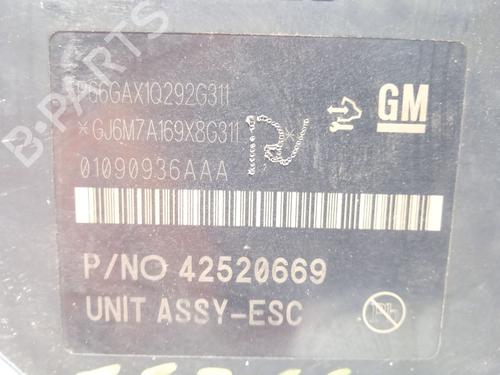 PG6GAX1Q292G311
*GJ6M7A169X8G311
01090936AAA
GM
P/NO 42520669
UNIT ASSY-ESC
B-PARTS